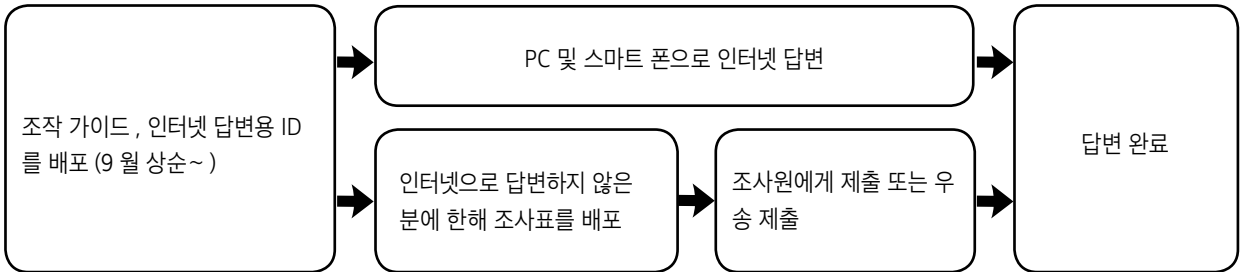 조작 가이드 , 인터넷 답변용 ID
를 배포 (9 월 상순~ )
PC 및 스마트 폰으로 인터넷 답변
인터넷으로 답변하지 않은
분에 한해 조사표를 배포
조사원에게 제출 또는 우
송 제출
답변 완료